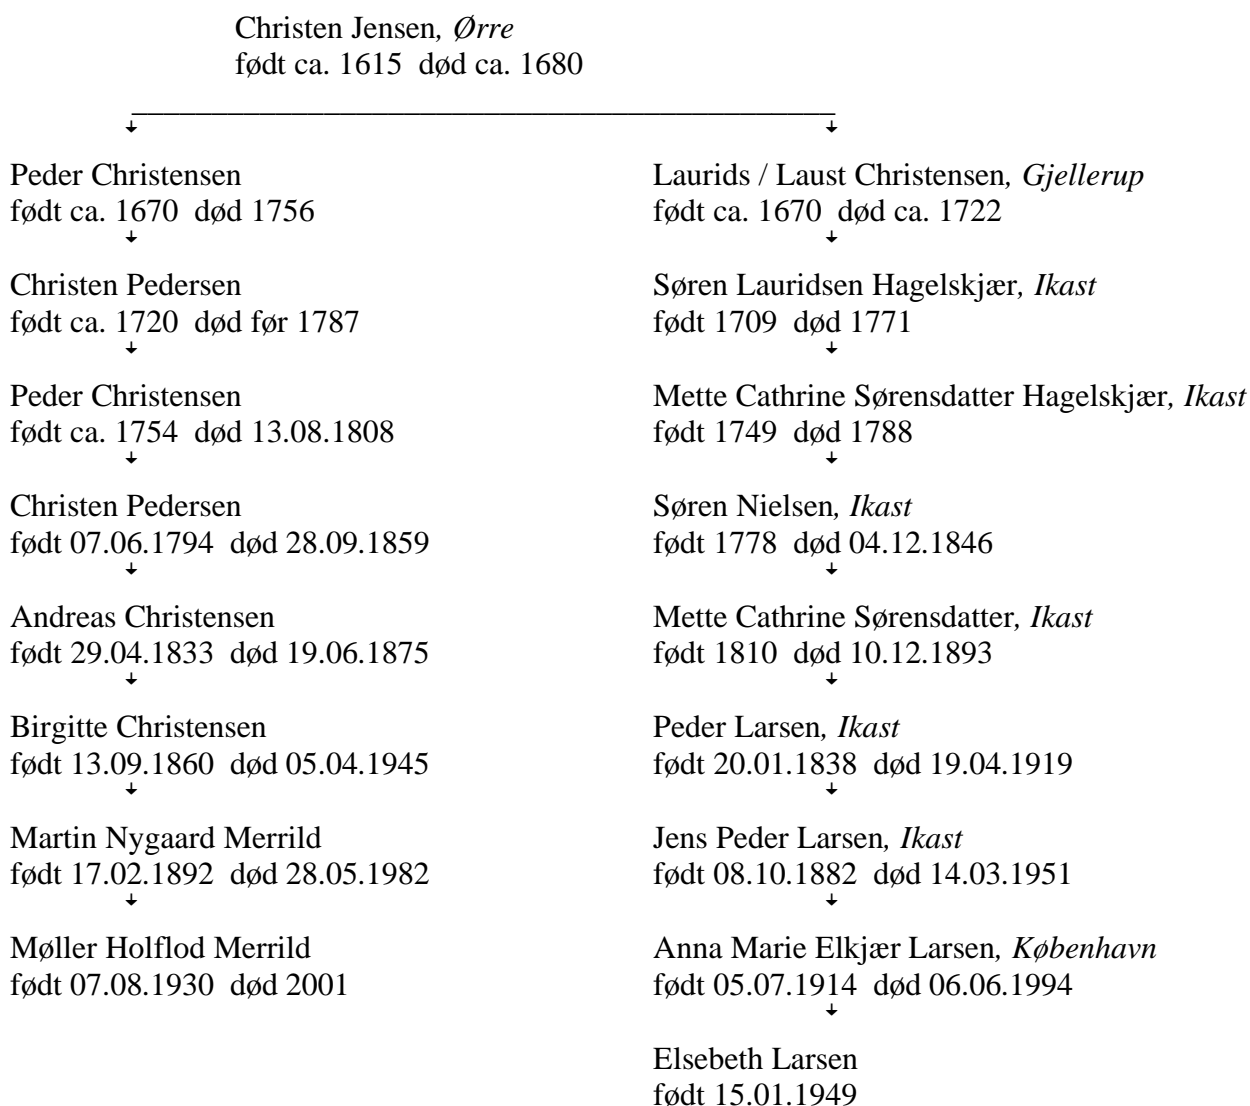 Christen Jensen, Ørre
født ca. 1615 død ca. 1680
Peder Christensen
født ca. 1670 død 1756
Christen Pedersen
født ca. 1720 død før 1787
Peder Christensen
født ca. 1754 død 13.08.1808
Christen Pedersen
født 07.06.1794 død 28.09.1859
Andreas Christensen
født 29.04.1833 død 19.06.1875
Birgitte Christensen
født 13.09.1860 død 05.04.1945
Martin Nygaard Merrild
født 17.02.1892 død 28.05.1982
Møller Holflod Merrild
født 07.08.1930 død 2001
Laurids / Laust Christensen, Gjellerup
født ca. 1670 død ca. 1722
Søren Lauridsen Hagelskjær, Ikast
født 1709 død 1771
Mette Cathrine Sørensdatter Hagelskjær, Ikast
født 1749 død 1788
Søren Nielsen, Ikast
født 1778 død 04.12.1846
Mette Cathrine Sørensdatter, Ikast
født 1810 død 10.12.1893
Peder Larsen, Ikast
født 20.01.1838 død 19.04.1919
Jens Peder Larsen, Ikast
født 08.10.1882 død 14.03.1951
Anna Marie Elkjær Larsen, København
født 05.07.1914 død 06.06.1994
Elsebeth Larsen
født 15.01.1949